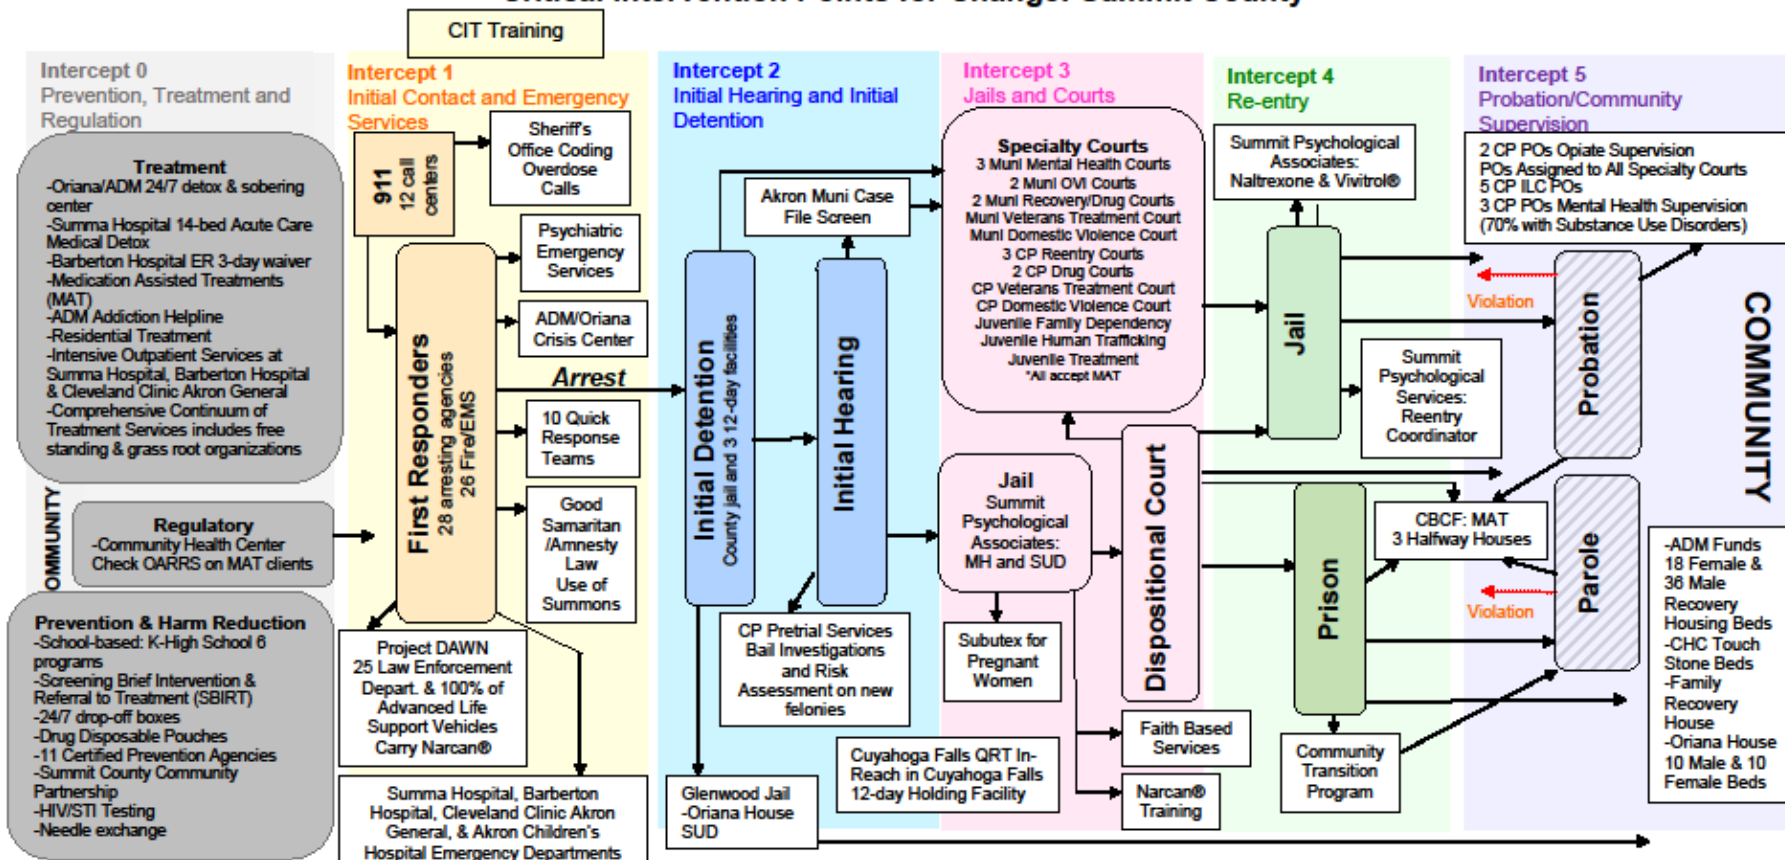 Critical Intervention Points for Change: Summit County
CIT Training
Intercept 0
Prevention, Treatment and
Regulation
Treatment
-Oriana/ADM 24/7 detox & sobering
center
-Summa Hospital 14-bed Acute Care
Medical Detox
-Barberton Hospital ER 3-day waiver
-Medication Assisted Treatments
(MAT)
-ADM Addiction Helpline
-Residential Treatment
-Intensive Outpatient Services at
Summa Hospital, Barberton Hospital
& Cleveland Clinic Akron General
-Comprehensive Continuum of
Treatment Services includes free
standing & grass root organizations
OMMUNITY
Regulatory
-Community Health Center
Check OARRS on MAT clients
Prevention & Harm Reduction
-School-based: K-High School 6
programs
-Screening Brief Intervention &
Referral to Treatment (SBIRT)
-24/7 drop-off boxes
-Drug Disposable Pouches
-11 Certified Prevention Agencies
-Summit County Community
Partnership
-HIV/STI Testing
-Needle exchange
Intercept 1
Initial Contact and Emergency
Services
911
12 call
centers
Sheriff's
Office Coding
Overdose
Calls
Psychiatric
Emergency
Services
ADM/Oriana
Crisis Center
Arrest
First Responders
28 arresting agencies
26 Fire/EMS
10 Quick
Response
Teams
Good
Samaritan
/Amnesty
Law
Use of
Summons
Project DAWN
25 Law Enforcement
Depart. & 100% of
Advanced Life
Support Vehicles
Carry Narcan®
Summa Hospital, Barberton
Hospital, Cleveland Clinic Akron
General, & Akron Children's
Hospital Emergency Departments
Intercept 2
Initial Hearing and Initial
Detention
Akron Muni Case
File Screen
Initial Detention
County jail and 3 12-day facilities
Initial Hearing
CP Pretrial Services
Bail Investigations
and Risk
Assessment on new
felonies
Glenwood Jail
-Oriana House
SUD
Cuyahoga Falls QRT In-
Reach in Cuyahoga Falls
12-day Holding Facility
Intercept 3
Jails and Courts
Specialty Courts
3 Muni Mental Health Courts
2 Muni OVI Courts
2 Muni Recovery/Drug Courts
Muni Veterans Treatment Court
Muni Domestic Violence Court
3 CP Reentry Courts
2 CP Drug Courts
CP Veterans Treatment Court
CP Domestic Violence Court
Juvenile Family Dependency
Juvenile Human Trafficking
Juvenile Treatment
*All accept MAT
Jail
Summit
Psychological
Associates:
MH and SUD
Dispositional Court
Subutex for
Pregnant
Women
Faith Based
Services
Narcan®
Training
Intercept 4
Re-entry
Summit Psychological
Associates:
Naltrexone & Vivitrol®
Jail
Summit
Psychological
Services:
Reentry
Coordinator
Prison
CBCF: MAT
3 Halfway Houses
Community
Transition
Program
Intercept 5
Probation/Community
Supervision
2 CP POs Opiate Supervision
POs Assigned to All Specialty Courts
5 CP ILC POs
3 CP POs Mental Health Supervision
(70% with Substance Use Disorders)
Violation
Probation
COMMUNITY
Violation
Parole
-ADM Funds
18 Female &
36 Male
Recovery
Housing Beds
-CHC Touch
Stone Beds
-Family
Recovery
House
-Oriana House
10 Male & 10
Female Beds